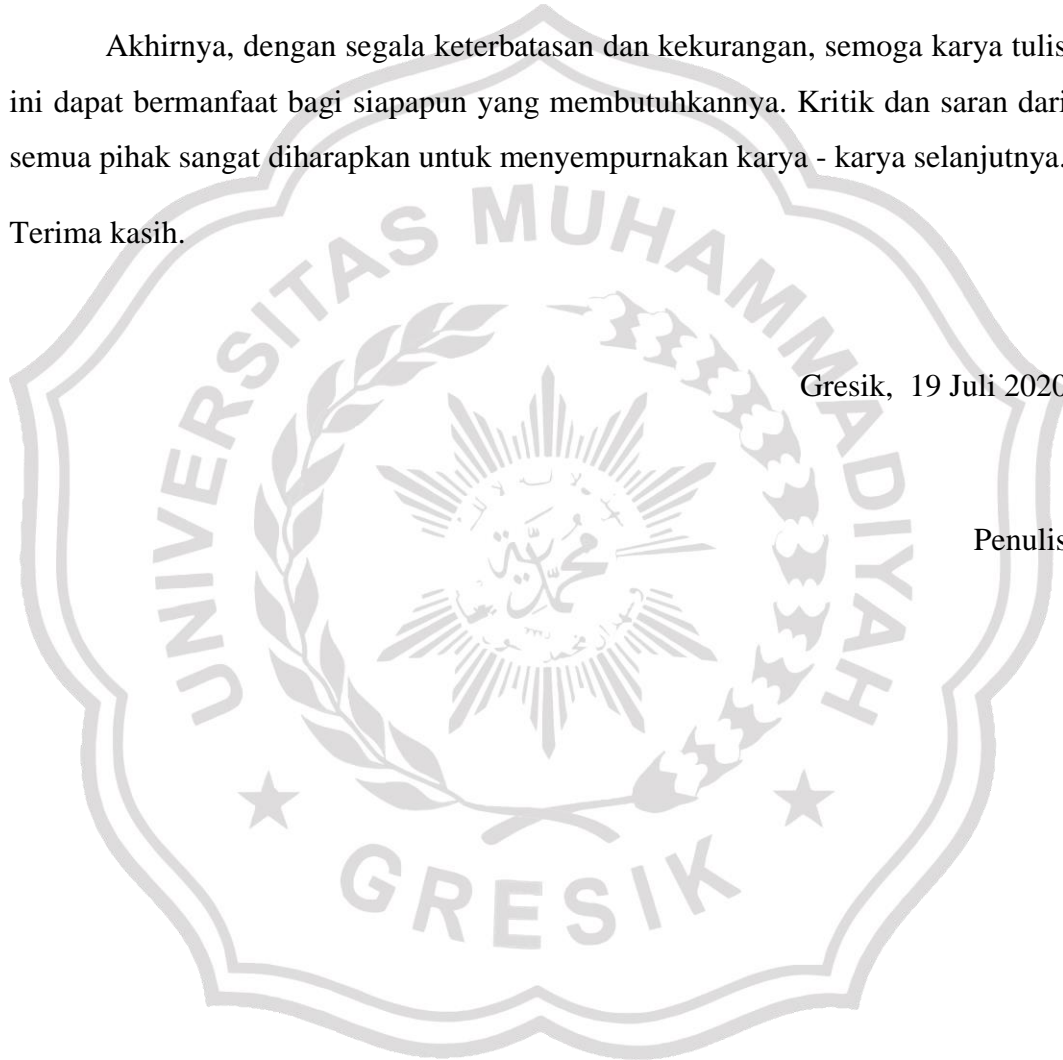 Akhirnya, dengan segala keterbatasan dan kekurangan, semoga karya tulis
ini dapat bermanfaat bagi siapapun yang membutuhkannya. Kritik dan saran dari
semua pihak sangat diharapkan untuk menyempurnakan karya - karya selanjutnya.
Terima kasih.
Gresik, 19 Juli 2020
Penulis
UNIVERSITAS MUHAMMADIYAH
GRESIK